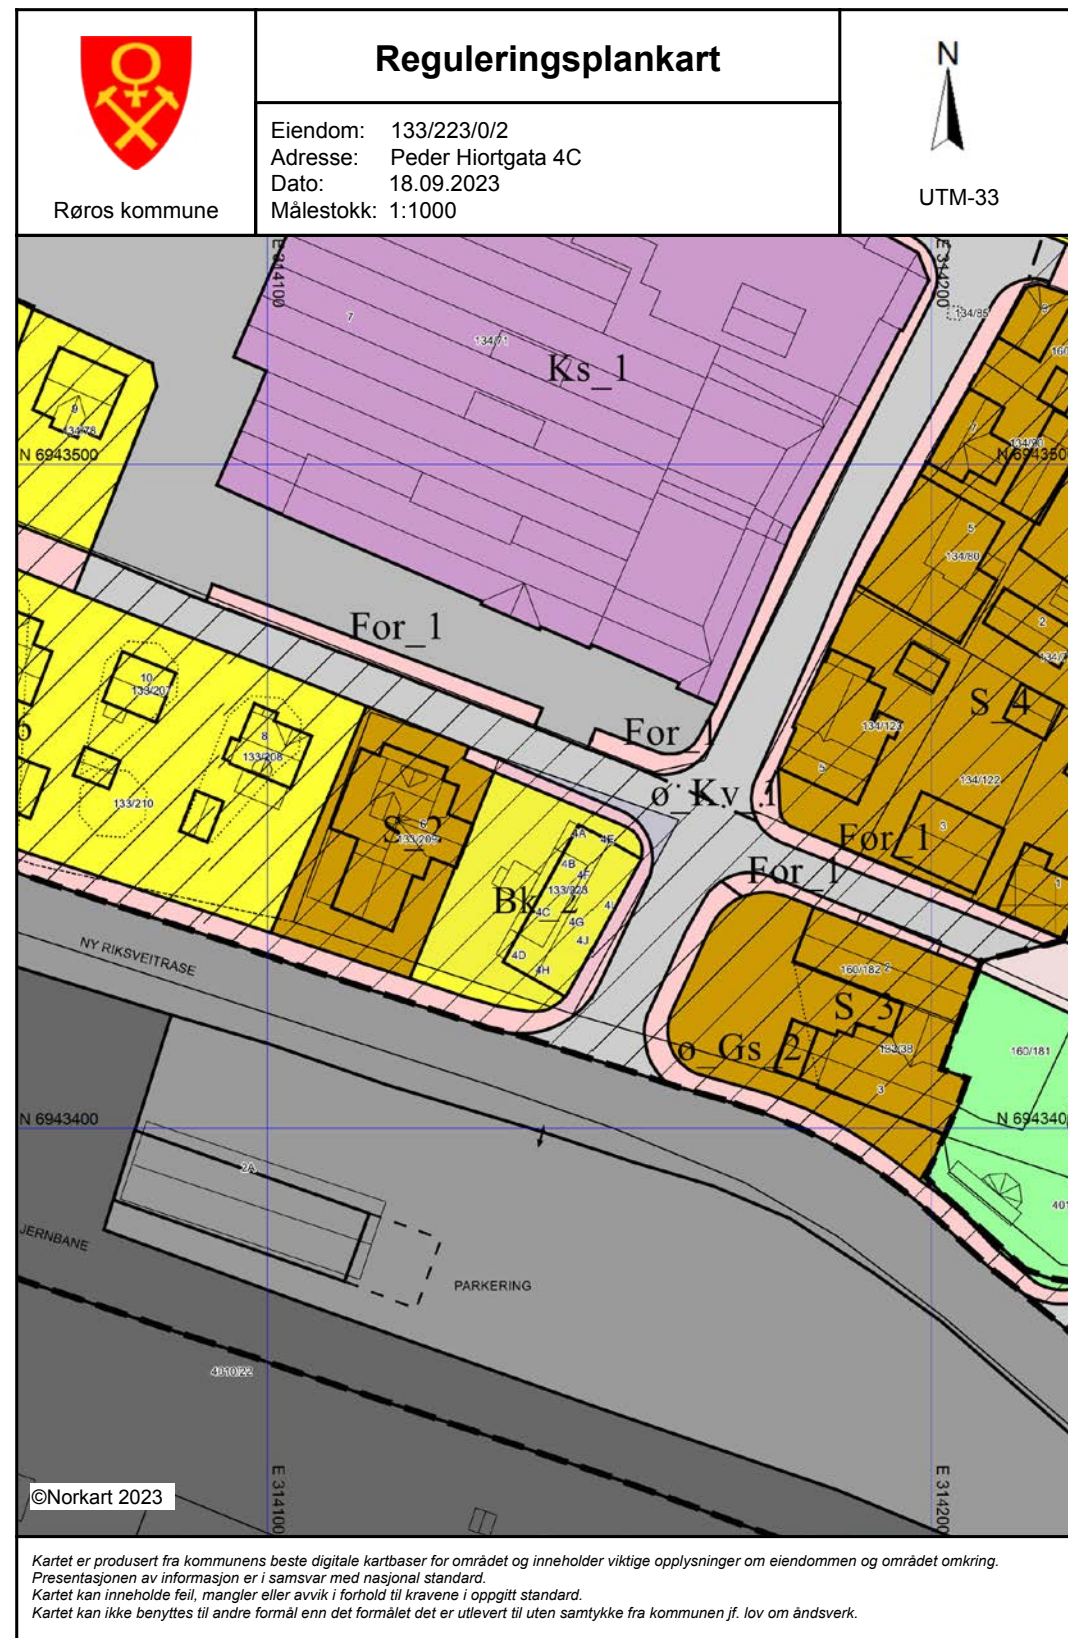 Røros kommune
Reguleringsplankart
Eiendom: 133/223/0/2
Adresse: Peder Hiortgata 4C
Dato: 18.09.2023
Målestokk: 1:1000
N
UTM-33
E 314100
E 314200
134/85
7
134/71
Ks_1
9
134/78
N 6943500
134/90
7
5
134/80
2
For_1
10
133/207
S_4
8
133/208
134/123
For_1
134/122
5
133/210
o_Kv_1
3
6
133/209
4A
4E
For_1
4B
4F
For_1
133/223
Bk_2
4C
4G
4J
4D
4H
1
NY RIKSVEITRASE
160/182
2
S_3
o_Gs_2
3
160/181
N 6943400
2A
JERNBANE
PARKERING
4010/22
E 314100
E 314200
©Norkart 2023
Kartet er produsert fra kommunens beste digitale kartbaser for området og inneholder viktige opplysninger om eiendommen og området omkring.
Presentasjonen av informasjon er i samsvar med nasjonal standard.
Kartet kan inneholde feil, mangler eller avvik i forhold til kravene i oppgitt standard.
Kartet kan ikke benyttes til andre formål enn det formålet det er utlevert til uten samtykke fra kommunen jf. lov om åndsverk.